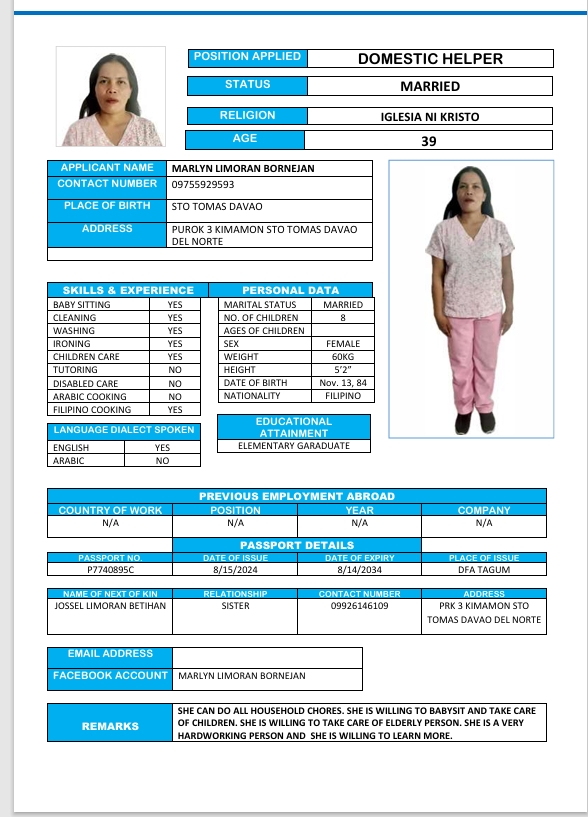 POSITION APPLIED DOMESTIC HELPER
STATUS MARRIED
RELIGION IGLESIA NI KRISTO
AGE 39
APPLICANT NAME MARLYN LIMORAN BORNEJAN
CONTACT NUMBER 09755929593
PLACE OF BIRTH STO TOMAS DAVAO
ADDRESS PUROK 3 KIMAMON STO TOMAS DAVAO
DEL NORTE
SKILLS & EXPERIENCE
BABY SITTING YES
CLEANING YES
WASHING YES
IRONING YES
CHILDREN CARE YES
TUTORING NO
DISABLED CARE NO
ARABIC COOKING NO
FILIPINO COOKING YES
LANGUAGE DIALECT SPOKEN
ENGLISH YES
ARABIC NO
PERSONAL DATA
MARITAL STATUS MARRIED
NO. OF CHILDREN 8
AGES OF CHILDREN
SEX FEMALE
WEIGHT 60KG
HEIGHT 5’2”
DATE OF BIRTH Nov. 13, 84
NATIONALITY FILIPINO
EDUCATIONAL
ATTAINMENT
ELEMENTARY GARADUATE
PREVIOUS EMPLOYMENT ABROAD
COUNTRY OF WORK POSITION YEAR COMPANY
N/A N/A N/A N/A
PASSPORT DETAILS
PASSPORT NO. DATE OF ISSUE DATE OF EXPIRY PLACE OF ISSUE
P7740895C 8/15/2024 8/14/2034 DFA TAGUM
NAME OF NEXT OF KIN RELATIONSHIP CONTACT NUMBER ADDRESS
JOSSEL LIMORAN BETIHAN SISTER 09926146109 PRK 3 KIMAMON STO
TOMAS DAVAO DEL NORTE
EMAIL ADDRESS
FACEBOOK ACCOUNT MARLYN LIMORAN BORNEJAN
REMARKS
SHE CAN DO ALL HOUSEHOLD CHORES. SHE IS WILLING TO BABYSIT AND TAKE CARE
OF CHILDREN. SHE IS WILLING TO TAKE CARE OF ELDERLY PERSON. SHE IS A VERY
HARDWORKING PERSON AND SHE IS WILLING TO LEARN MORE.